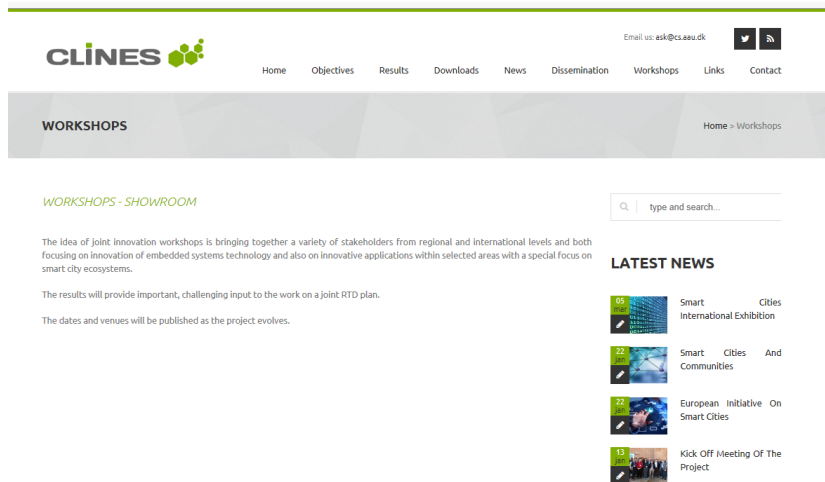 Email us: ask@cs.aau.dk
CLINES
Home Objectives Results Downloads News Dissemination Workshops Links Contact
WORKSHOPS
Home > Workshops
WORKSHOPS - SHOWROOM
type and search...
The idea of joint innovation workshops is bringing together a variety of stakeholders from regional and international levels and both
focusing on innovation of embedded systems technology and also on innovative applications within selected areas with a special focus on
smart city ecosystems.
The results will provide important, challenging input to the work on a joint RTD plan.
The dates and venues will be published as the project evolves.
LATEST NEWS
05
mar
Smart Cities
International Exhibition
22
jan
Smart Cities And
Communities
22
jan
European Initiative On
Smart Cities
13
jan
Kick Off Meeting Of The
Project